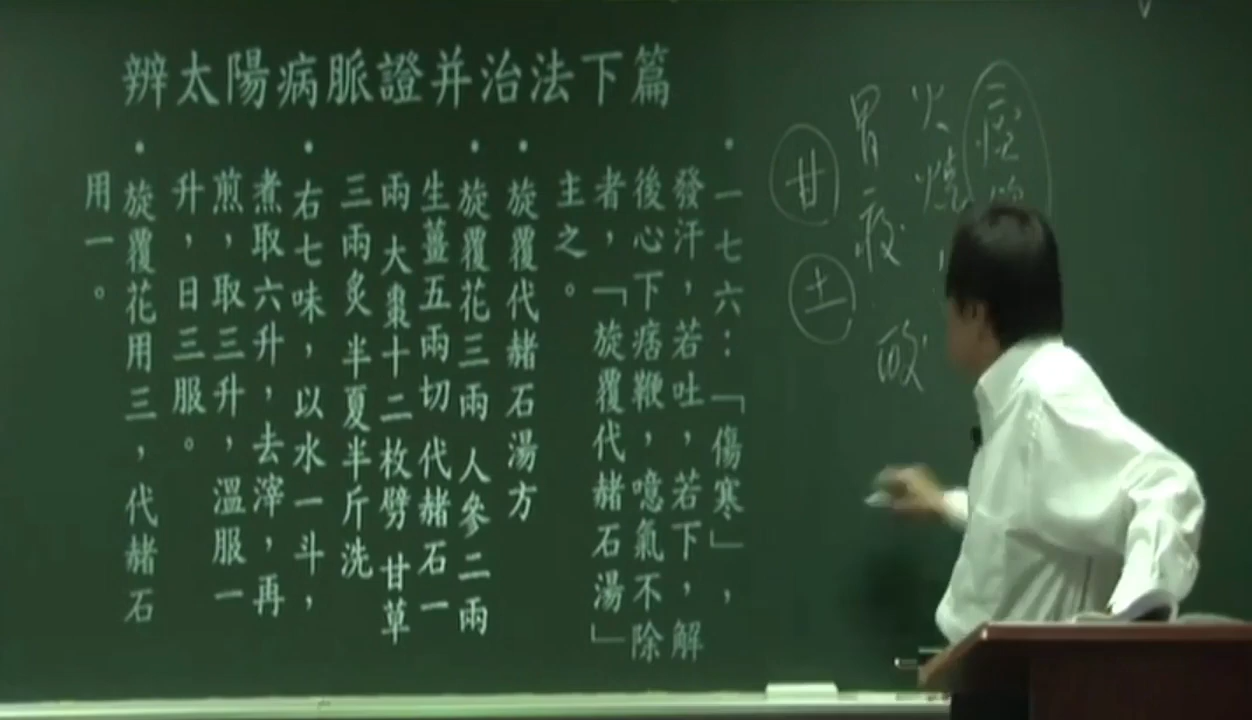 辨太陽病脈證并治法下篇
• 一七六：「傷寒」，
發汗，若吐，若下，解
後心下痞鞕，噫氣不除
者，「旋覆代赭石湯」
主之。
• 旋覆代赭石湯方
• 旋覆花三兩 人參二兩
生薑五兩切 代赭石一
兩 大棗十二枚劈 甘草
三兩炙 半夏半斤洗
• 右七味，以水一斗，
煮取六升，去滓，再
煎，取三升，溫服一
升，日三服。
• 旋覆花用三，代赭石
用一。
火燒
胃
酸
甘
土